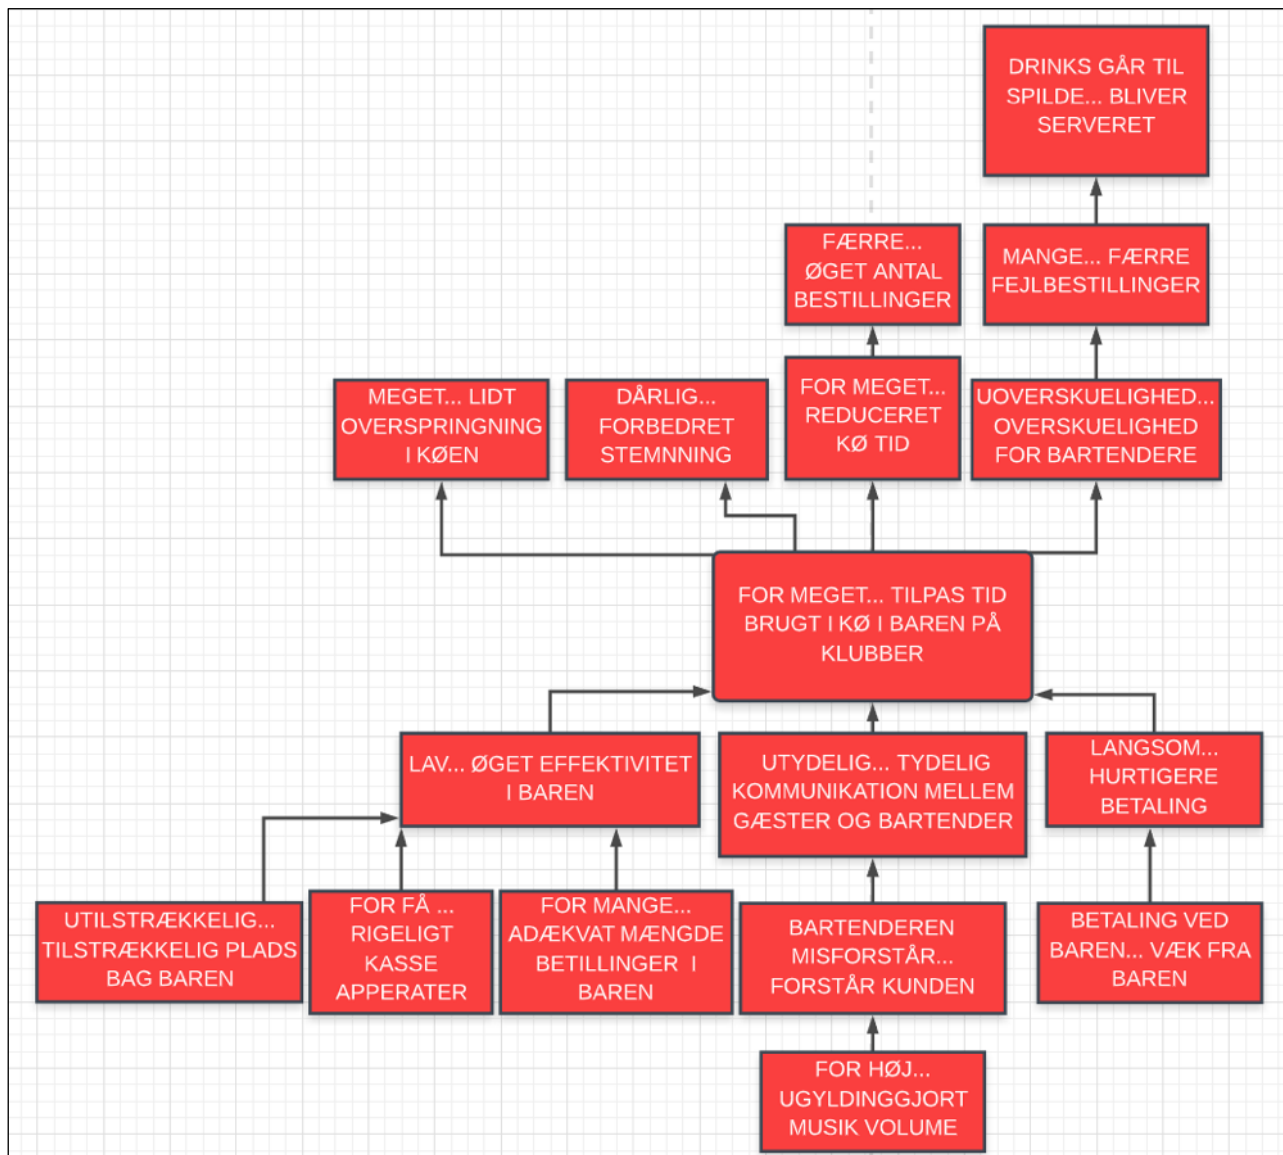 DRINKS GÅR TIL
SPILDE... BLIVER
SERVERET
FÆRRE...
ØGET ANTAL
BESTILLINGER
MANGE... FÆRRE
FEJLBESTILLINGER
MEGET... LIDT
OVERSPRINGNING
I KØEN
DÅRLIG...
FORBEDRET
STEMNNING
FOR MEGET...
REDUCERET
KØ TID
UOVERSKUELIGHED...
OVERSKUELIGHED
FOR BARTENDERE
FOR MEGET... TILPAS TID
BRUGT I KØ I BAREN PÅ
KLUBBER
LAV... ØGET EFFEKTIVITET
I BAREN
UTYDELIG... TYDELIG
KOMMUNIKATION MELLEM
GÆSTER OG BARTENDER
LANGSOM...
HURTIGERE
BETALING
UTILSTRÆKKELIG...
TILSTRÆKKELIG PLADS
BAG BAREN
FOR FÅ ...
RIGELIGT
KASSE
APPERATER
FOR MANGE...
ADÆKVAT MÆNGDE
BETILLINGER I
BAREN
BARTENDEREN
MISFORSTÅR...
FORSTÅR KUNDEN
BETALING VED
BAREN... VÆK FRA
BAREN
FOR HØJ...
UGYLDINGGJORT
MUSIK VOLUME